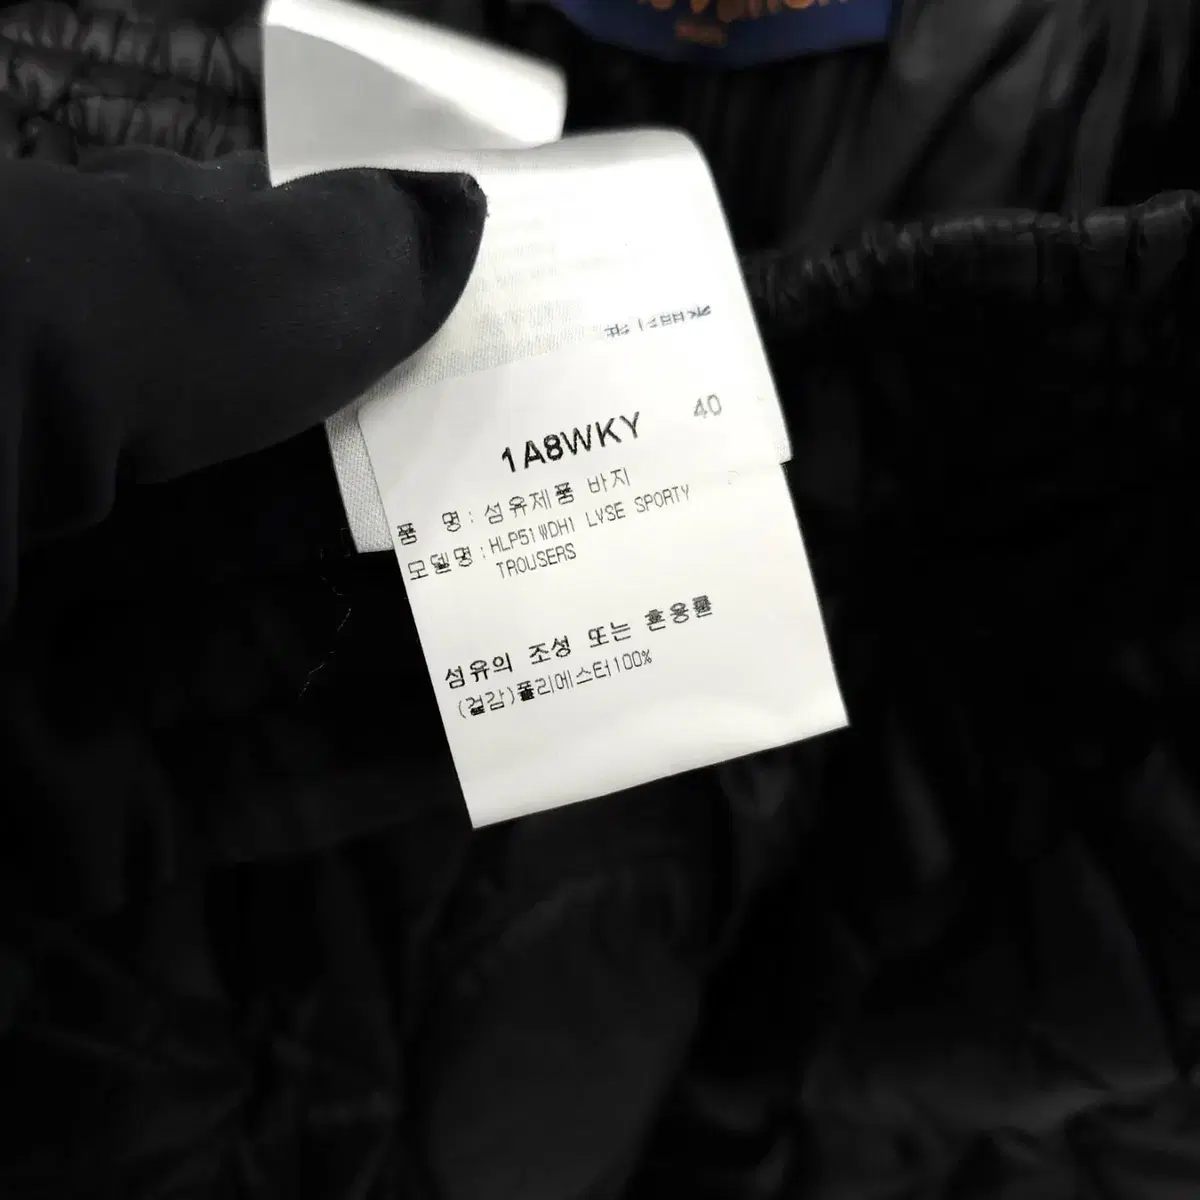 1A8WKY 40
품 명 : 섬유제품 바지
모델명 : HLP51WDH1 LVSE SPORTY
TROUSERS
섬유의 조성 또는 혼용률
(겉감)폴리에스터100%